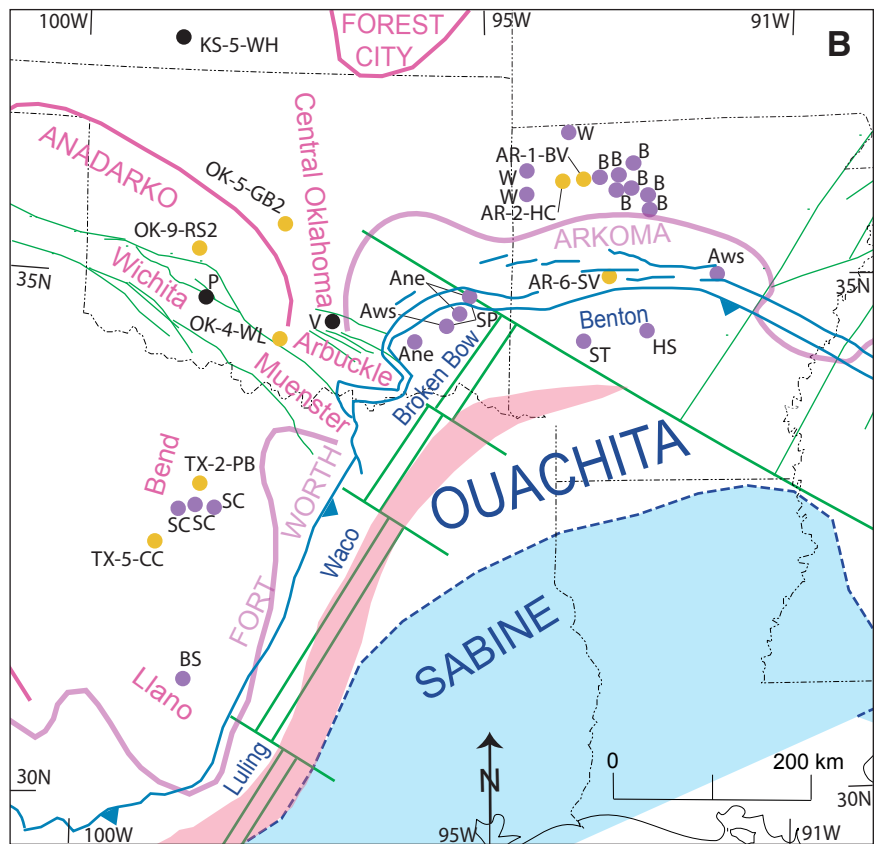 100W
95W
91W
B
FOREST
CITY
KS-5-WH
ANADARKO
Central Oklahoma
OK-5-GB2
OK-9-RS2
W
AR-1-BV
B
B
B
W
B
B
W
AR-2-HC
B
B
ARKOMA
35N
Wichita
P
Ane
Aws
AR-6-SV
35N
Aws
SP
OK-4-WL
V
Arbuckle
Ane
Benton
ST
HS
Muenster
Broken Bow
Bend
TX-2-PB
SC
SC
SC
TX-5-CC
WORTH
FORT
Waco
OUACHITA
SABINE
BS
Llano
Luling
30N
N
0
200 km
30N
100W
95W
91W